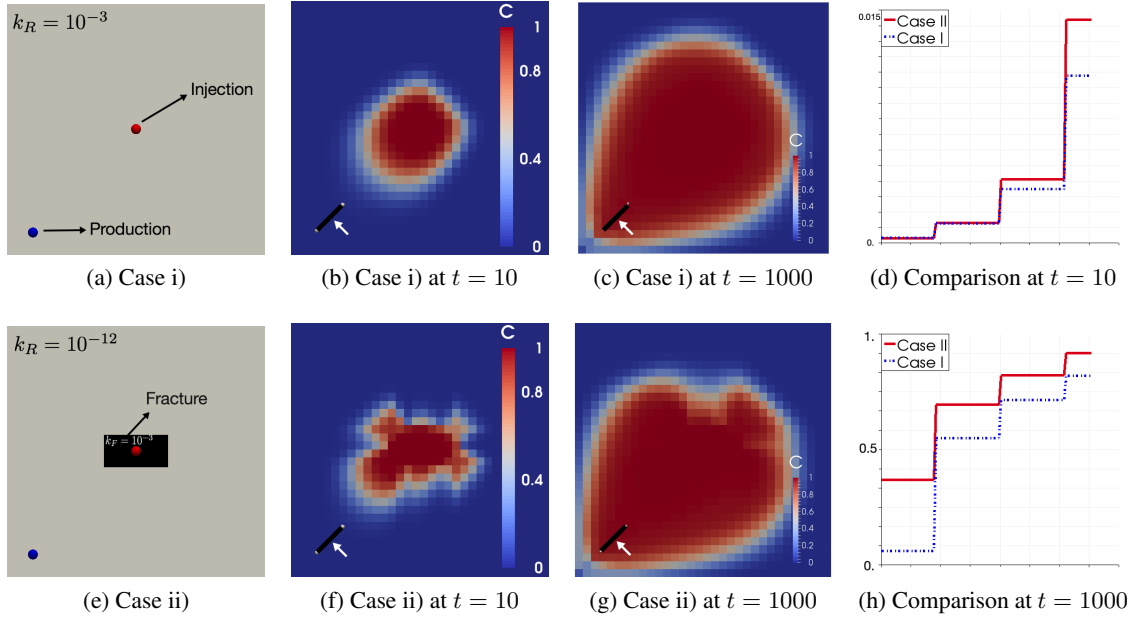 k_R = 10^{-3}
Injection
Production
(a) Case i)
C
1
0.8
0.4
0
(b) Case i) at t = 10
C
1
0.8
0.6
0.4
0.2
0
(c) Case i) at t = 1000
0.015
Case II
Case I
0.
(d) Comparison at t = 10
k_R = 10^{-12}
Fracture
k_F = 10^{-3}
(e) Case ii)
C
1
0.8
0.4
0
(f) Case ii) at t = 10
C
1
0.8
0.6
0.4
0.2
0
(g) Case ii) at t = 1000
1.
Case II
Case I
0.5
0.
(h) Comparison at t = 1000